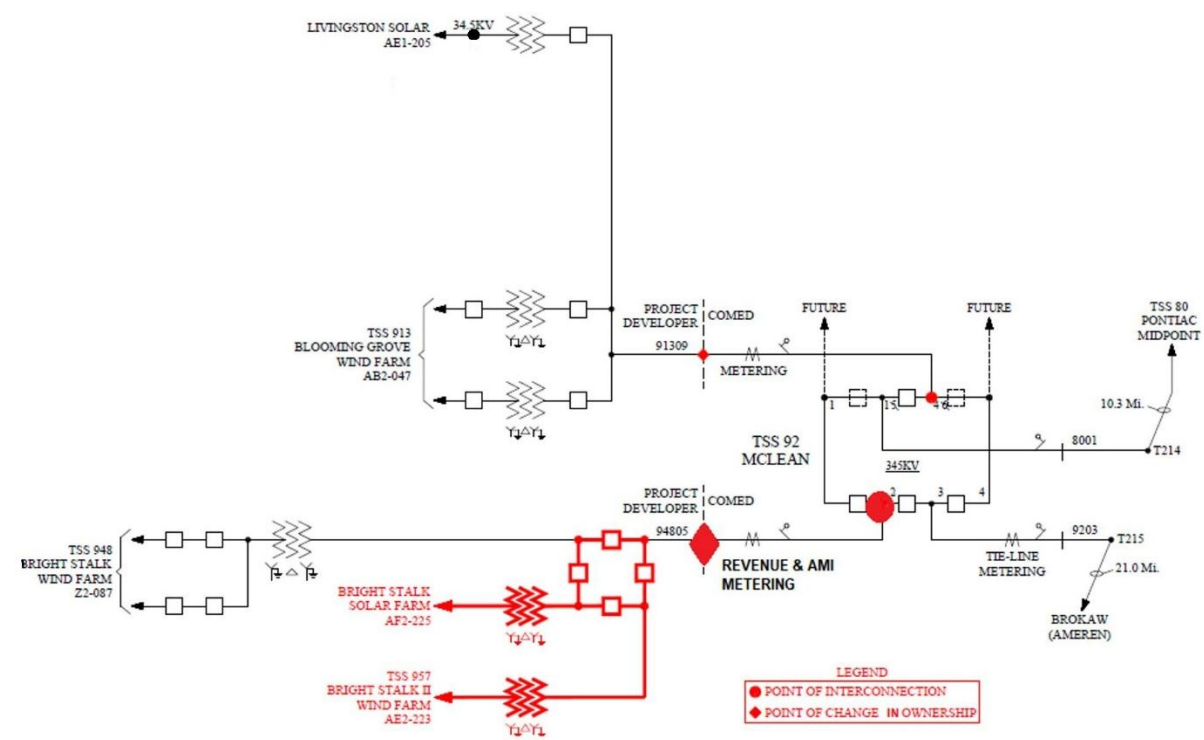 LIVINGSTON SOLAR
AE1-205
34.5KV
TSS 913
BLOOMING GROVE
WIND FARM
AB2-047
PROJECT
DEVELOPER
COMED
91309
METERING
FUTURE
FUTURE
TSS 80
PONTIAC
MIDPOINT
10.3 Mi.
1
TSS 92
MCLEAN
345KV
8001
T214
2
3
4
PROJECT
DEVELOPER
COMED
94805
REVENUE & AMI
METERING
TIE-LINE
METERING
9203
T215
21.0 Mi.
BROKAW
(AMEREN)
TSS 948
BRIGHT STALK
WIND FARM
Z2-087
BRIGHT STALK
SOLAR FARM
AF2-225
TSS 957
BRIGHT STALK II
WIND FARM
AE2-223
LEGEND
POINT OF INTERCONNECTION
POINT OF CHANGE IN OWNERSHIP